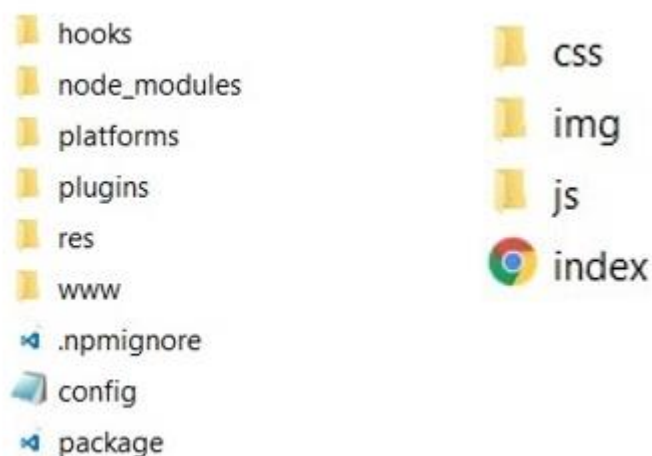 hooks
node_modules
platforms
plugins
res
www
.npmignore
config
package
css
img
js
index